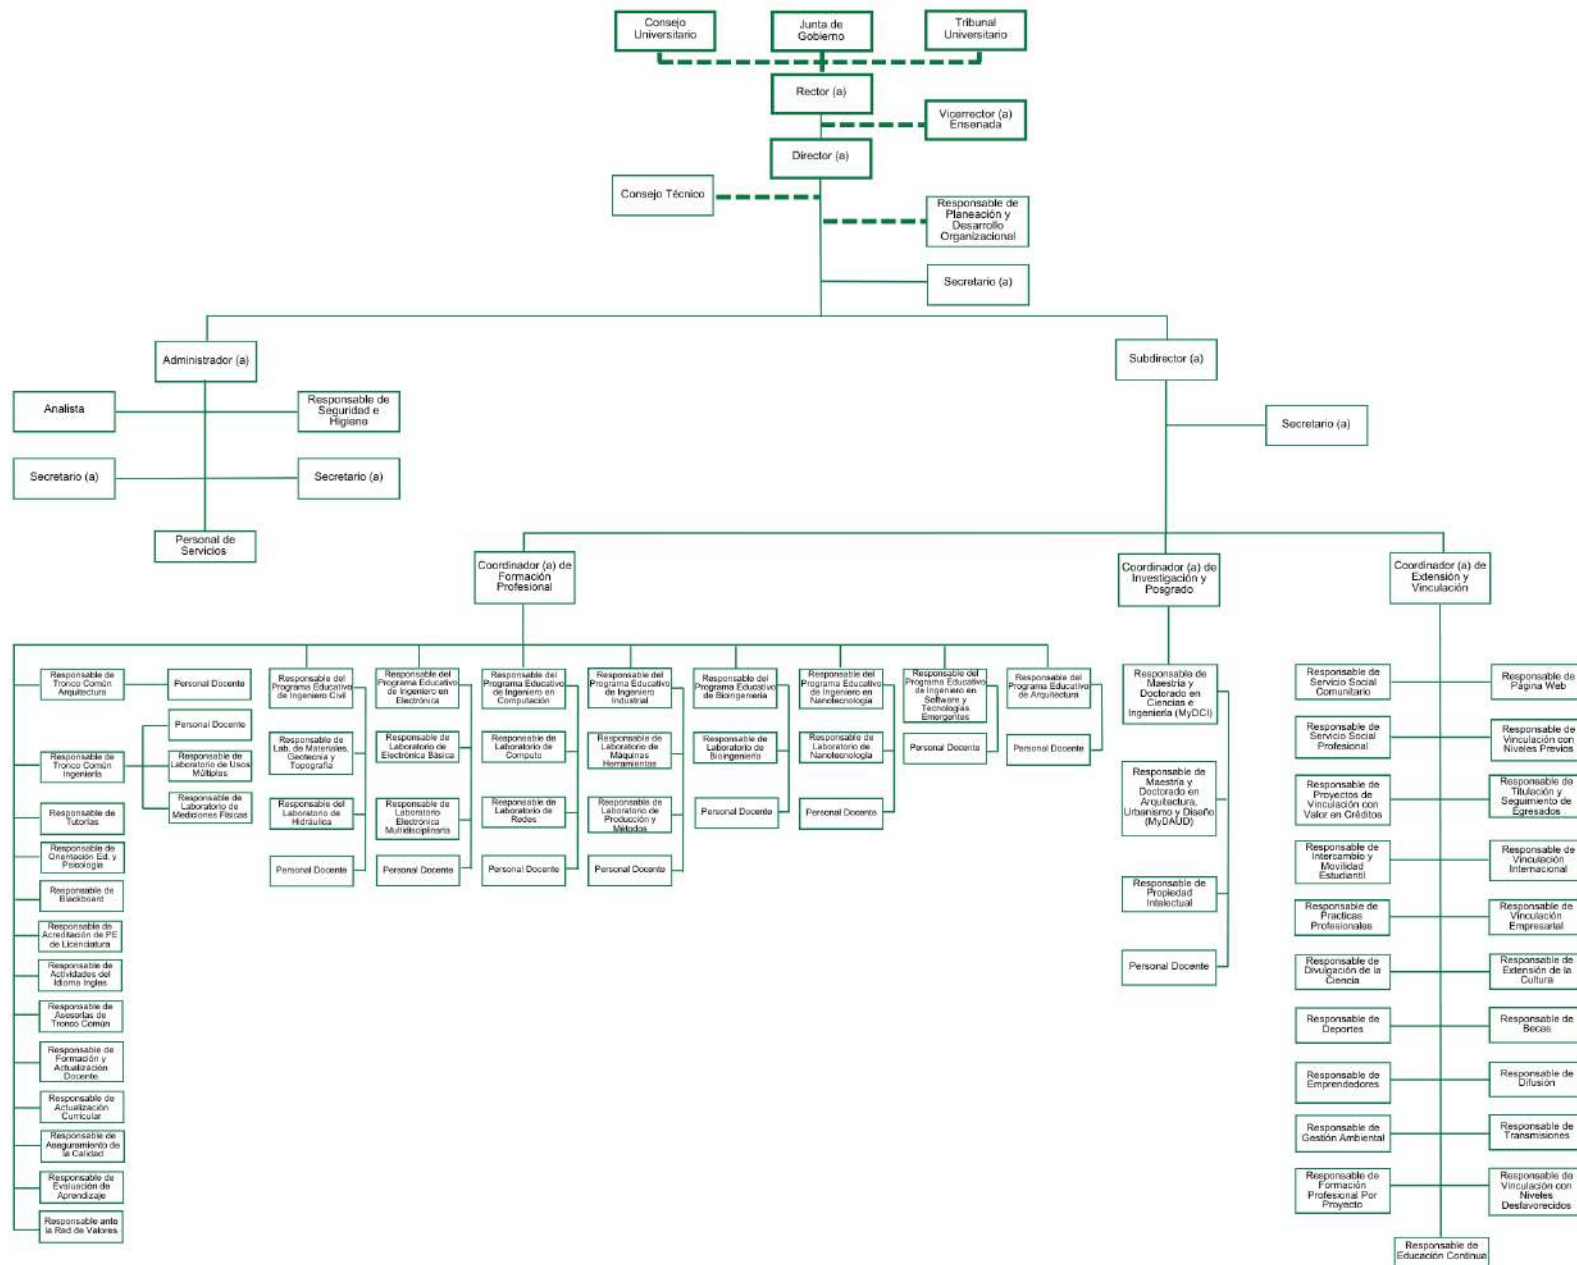 Consejo
Universitario
Junta de
Gobierno
Tribunal
Universitario
Rector (a)
Vicerrector (a)
Ensenada
Director (a)
Consejo Técnico
Responsable de
Planeación y
Desarrollo
Organizacional
Secretario (a)
Administrador (a)
Subdirector (a)
Analista
Responsable de
Seguridad e
Higiene
Secretario (a)
Secretario (a)
Secretario (a)
Personal de
Servicios
Coordinador (a) de
Formación
Profesional
Coordinador (a) de
Investigación y
Posgrado
Coordinador (a) de
Extensión y
Vinculación
Responsable de
Tronco Común
Arquitectura
Personal Docente
Personal Docente
Responsable de
Tronco Común
Ingeniería
Responsable de
Laboratorio de Usos
Múltiples
Responsable de
Laboratorio de
Mediciones Físicas
Responsable de
Tutorías
Responsable de
Orientación Ed. y
Psicología
Responsable de
Blackboard
Responsable de
Acreditación de PE
de Licenciatura
Responsable de
Actividades del
Idioma Ingles
Responsable de
Asesorías de
Tronco Común
Responsable de
Formación y
Actualización
Docente
Responsable de
Actualización
Curricular
Responsable de
Aseguramiento de
la Calidad
Responsable de
Evaluación de
Aprendizaje
Responsable ante
la Red de Valores
Responsable del
Programa Educativo
de Ingeniero Civil
Responsable de
Lab. de Materiales,
Geotecnia y
Topografía
Responsable del
Laboratorio de
Hidráulica
Personal Docente
Responsable del
Programa Educativo
de Ingeniero en
Electrónica
Responsable de
Laboratorio de
Electrónica Básica
Responsable de
Laboratorio
Electrónica
Multidisciplinaria
Personal Docente
Responsable del
Programa Educativo
de Ingeniero en
Computación
Responsable de
Laboratorio de
Computo
Responsable de
Laboratorio de
Redes
Personal Docente
Responsable del
Programa Educativo
de Ingeniero
Industrial
Responsable de
Laboratorio de
Máquinas
Herramientas
Responsable de
Laboratorio de
Producción y
Métodos
Personal Docente
Responsable del
Programa Educativo
de Bioingeniería
Responsable de
Laboratorio de
Bioingenierio
Personal Docente
Responsable del
Programa Educativo
de Ingeniero en
Nanotecnología
Responsable de
Laboratorio de
Nanotecnología
Personal Docente
Responsable del
Programa Educativo
de Ingeniero en
Software y
Tecnologías
Emergentes
Personal Docente
Responsable del
Programa Educativo
de Arquitectura
Personal Docente
Responsable de
Maestría y
Doctorado en
Ciencias e
Ingeniería (MyDCI)
Responsable de
Maestría y
Doctorado en
Arquitectura,
Urbanismo y Diseño
(MyDAUD)
Responsable de
Propiedad
Intelectual
Personal Docente
Responsable de
Servicio Social
Comunitario
Responsable de
Página Web
Responsable de
Servicio Social
Profesional
Responsable de
Vinculación con
Niveles Previos
Responsable de
Proyectos de
Vinculación con
Valor en Créditos
Responsable de
Titulación y
Seguimiento de
Egresados
Responsable de
Intercambio y
Movilidad
Estudiantil
Responsable de
Vinculación
Internacional
Responsable de
Practicas
Profesionales
Responsable de
Vinculación
Empresarial
Responsable de
Divulgación de la
Ciencia
Responsable de
Extensión de la
Cultura
Responsable de
Deportes
Responsable de
Becas
Responsable de
Emprendedores
Responsable de
Difusión
Responsable de
Gestión Ambiental
Responsable de
Transmisiones
Responsable de
Formación
Profesional Por
Proyecto
Responsable de
Vinculación con
Niveles
Desfavorecidos
Responsable de
Educación Continua